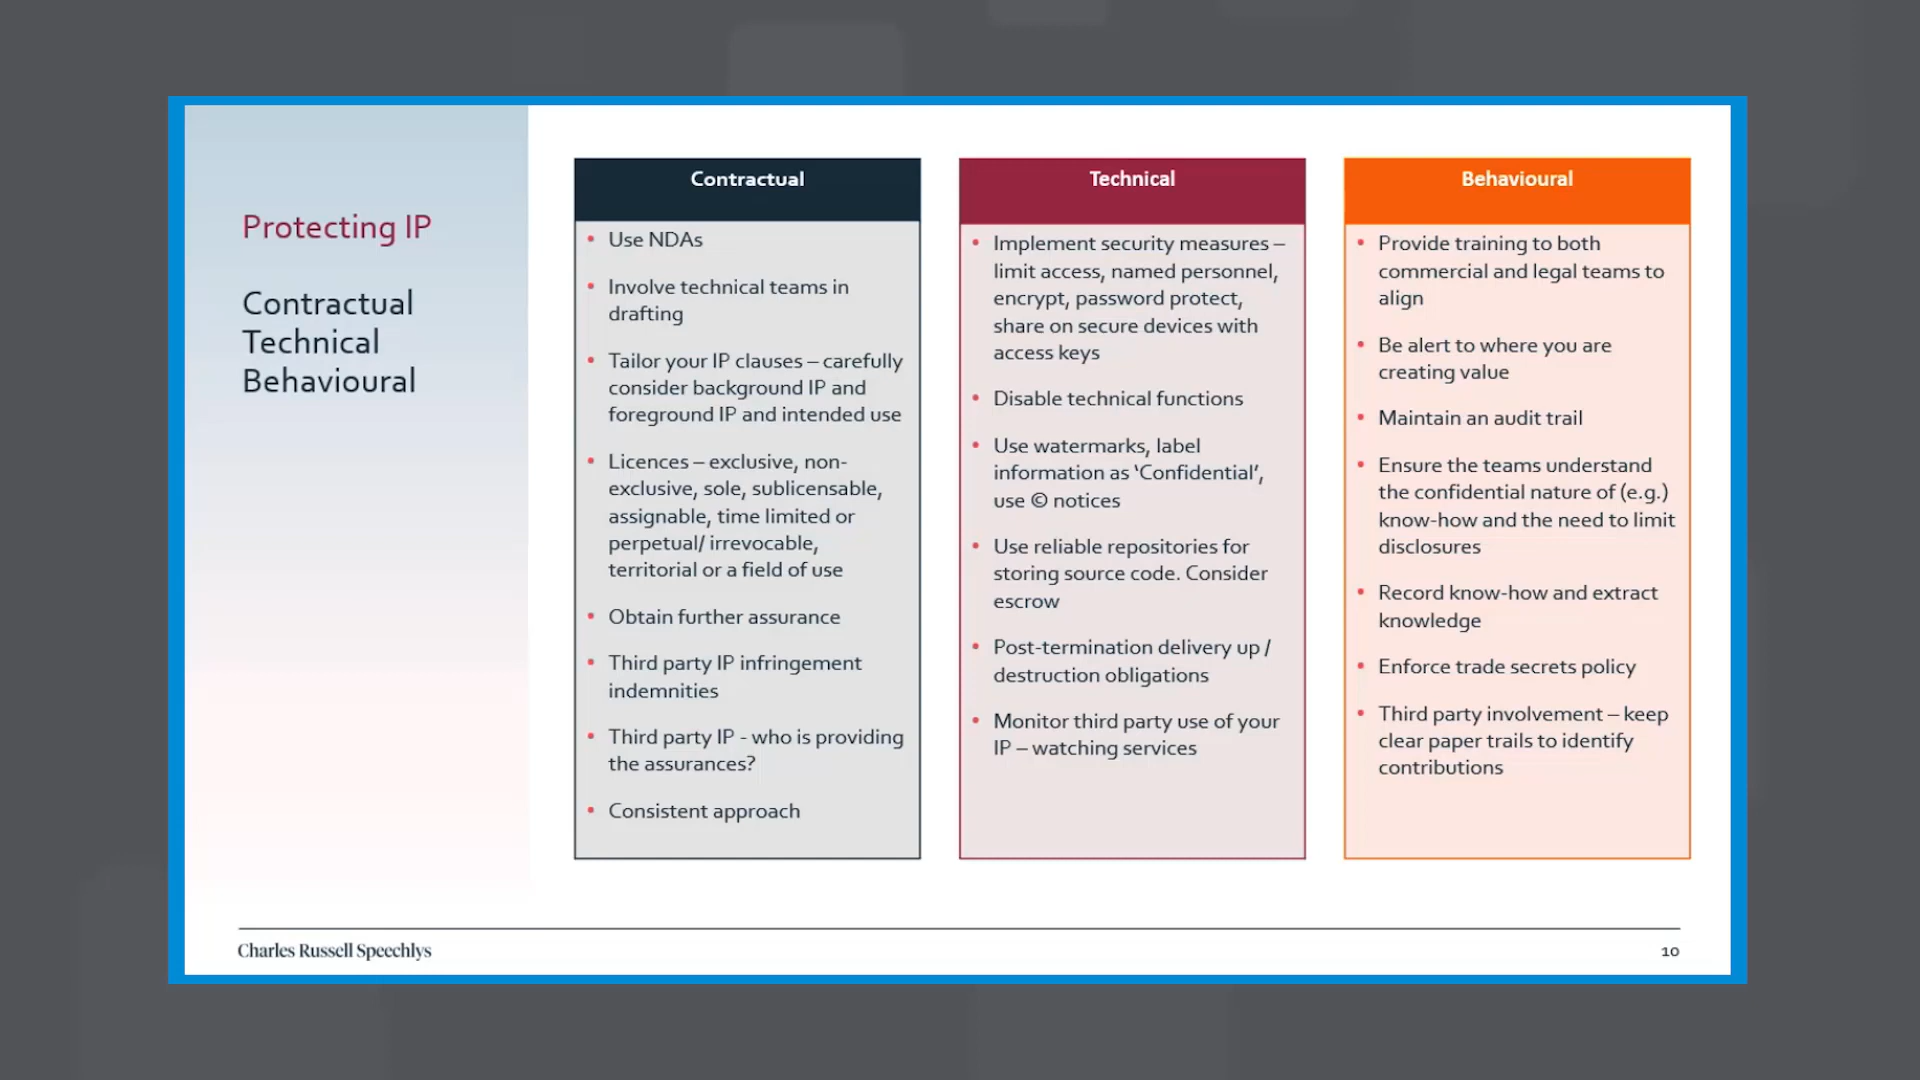 Protecting IP
Contractual
Technical
Behavioural
Contractual
• Use NDAs
• Involve technical teams in
drafting
• Tailor your IP clauses – carefully
consider background IP and
foreground IP and intended use
• Licences – exclusive, non-
exclusive, sole, sublicensable,
assignable, time limited or
perpetual/ irrevocable,
territorial or a field of use
• Obtain further assurance
• Third party IP infringement
indemnities
• Third party IP - who is providing
the assurances?
• Consistent approach
Technical
• Implement security measures –
limit access, named personnel,
encrypt, password protect,
share on secure devices with
access keys
• Disable technical functions
• Use watermarks, label
information as ‘Confidential’,
use © notices
• Use reliable repositories for
storing source code. Consider
escrow
• Post-termination delivery up /
destruction obligations
• Monitor third party use of your
IP – watching services
Behavioural
• Provide training to both
commercial and legal teams to
align
• Be alert to where you are
creating value
• Maintain an audit trail
• Ensure the teams understand
the confidential nature of (e.g.)
know-how and the need to limit
disclosures
• Record know-how and extract
knowledge
• Enforce trade secrets policy
• Third party involvement – keep
clear paper trails to identify
contributions
Charles Russell Speechlys
10